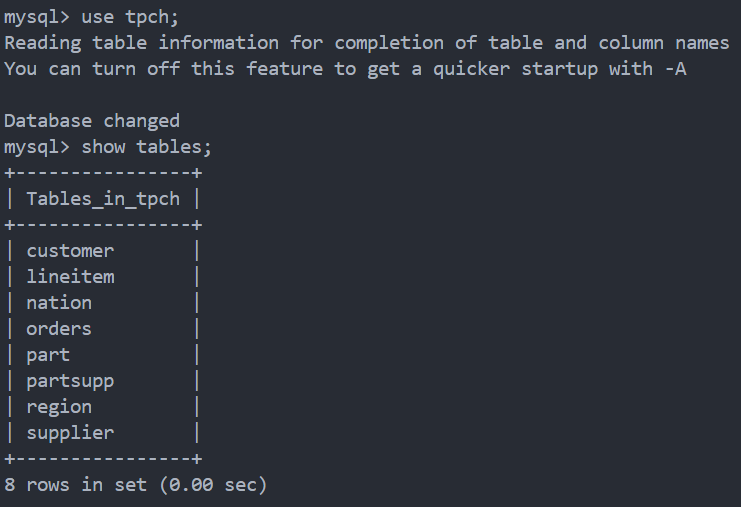 mysql> use tpch;
Reading table information for completion of table and column names
You can turn off this feature to get a quicker startup with -A

Database changed
mysql> show tables;
+----------------+
| Tables_in_tpch |
+----------------+
| customer       |
| lineitem       |
| nation         |
| orders         |
| part           |
| partsupp       |
| region         |
| supplier       |
+----------------+
8 rows in set (0.00 sec)